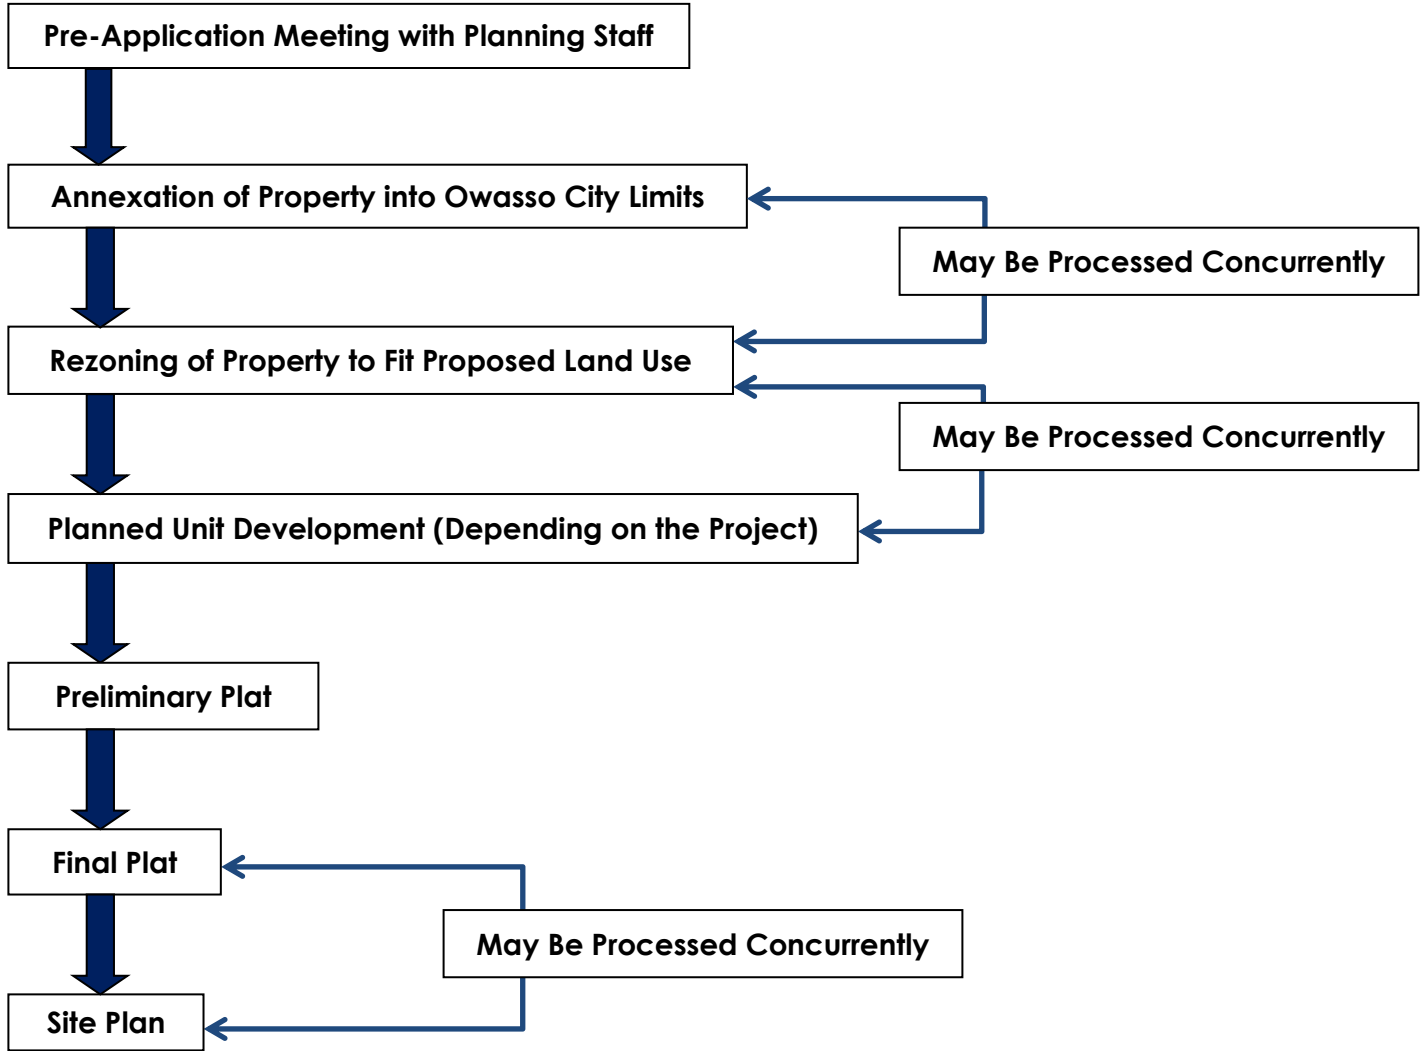 Pre-Application Meeting with Planning Staff
Annexation of Property into Owasso City Limits
May Be Processed Concurrently
Rezoning of Property to Fit Proposed Land Use
May Be Processed Concurrently
Planned Unit Development (Depending on the Project)
Preliminary Plat
Final Plat
May Be Processed Concurrently
Site Plan